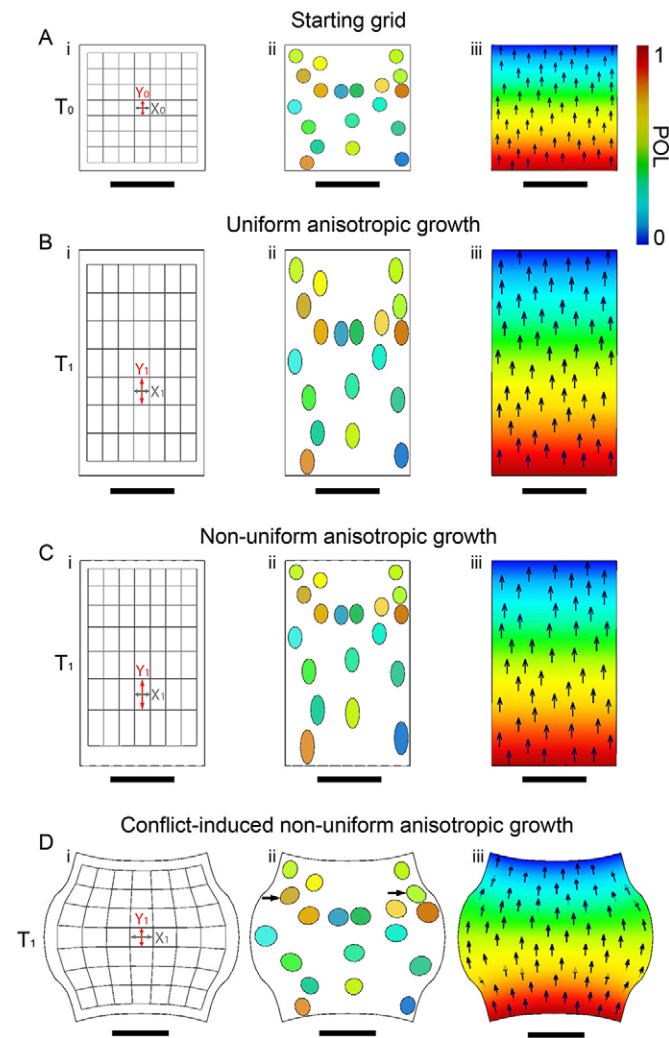 Starting grid
A
i
ii
iii
T₀
Y₀
X₀
1
POL
0
Uniform anisotropic growth
B
i
ii
iii
T₁
Y₁
X₁
Non-uniform anisotropic growth
C
i
ii
iii
T₁
Y₁
X₁
Conflict-induced non-uniform anisotropic growth
D
i
ii
iii
T₁
Y₁
X₁